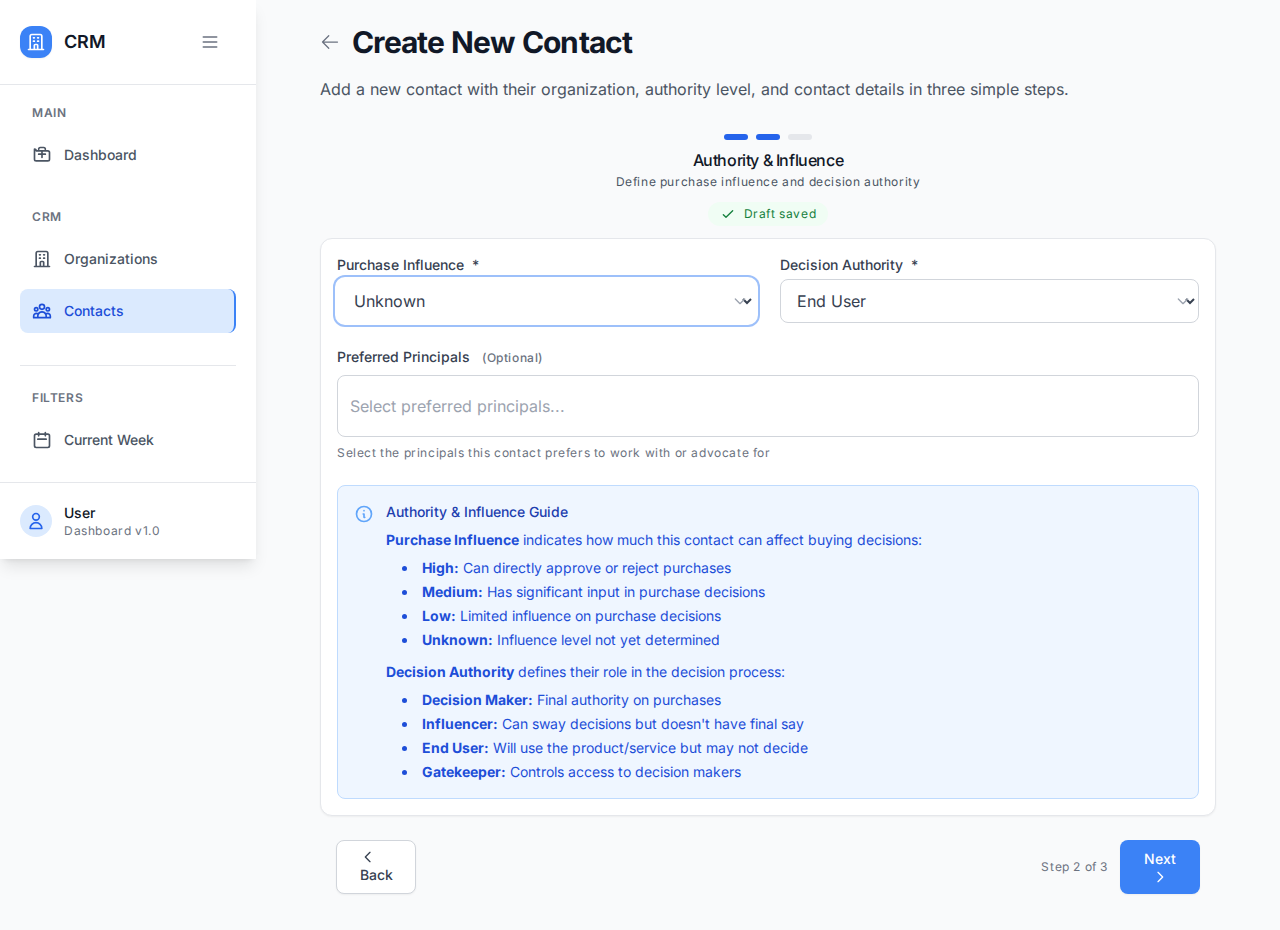 CRM
MAIN
Dashboard
CRM
Organizations
Contacts
FILTERS
Current Week
User
Dashboard v1.0
Create New Contact
Add a new contact with their organization, authority level, and contact details in three simple steps.
Authority & Influence
Define purchase influence and decision authority
Draft saved
Purchase Influence *
Decision Authority *
Unknown
End User
Preferred Principals (Optional)
Select preferred principals...
Select the principals this contact prefers to work with or advocate for
Authority & Influence Guide
Purchase Influence indicates how much this contact can affect buying decisions:
• High: Can directly approve or reject purchases
• Medium: Has significant input in purchase decisions
• Low: Limited influence on purchase decisions
• Unknown: Influence level not yet determined
Decision Authority defines their role in the decision process:
• Decision Maker: Final authority on purchases
• Influencer: Can sway decisions but doesn't have final say
• End User: Will use the product/service but may not decide
• Gatekeeper: Controls access to decision makers
Back
Step 2 of 3
Next